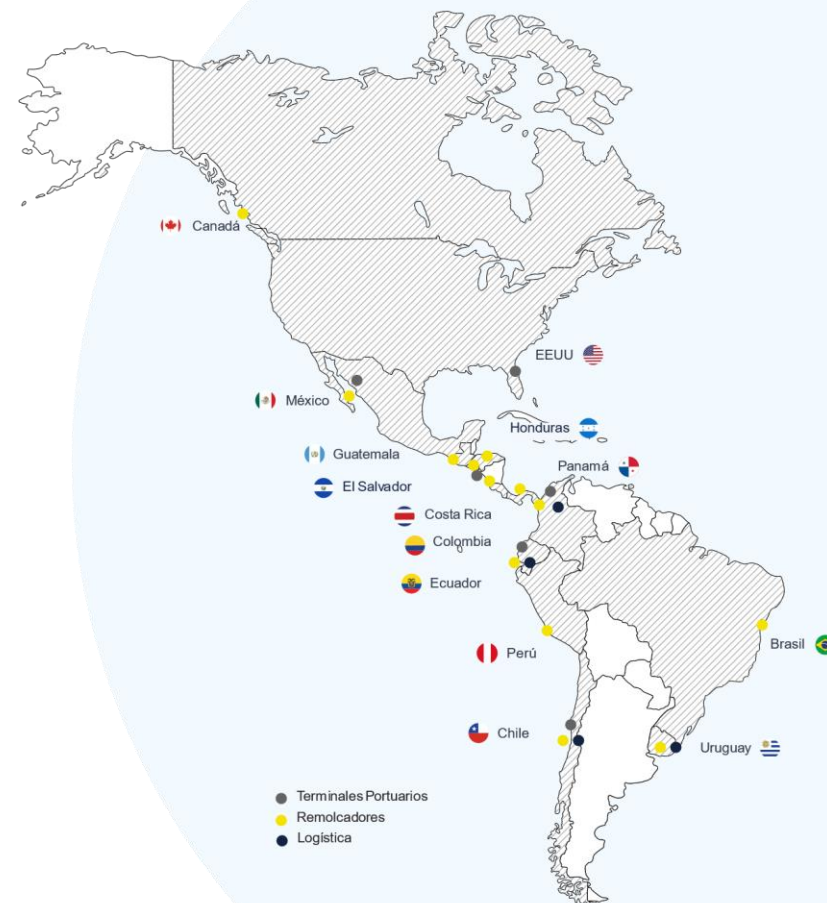 Canadá
EEUU
México
Honduras
Guatemala
Panamá
El Salvador
Costa Rica
Colombia
Ecuador
Brasil
Perú
Chile
Uruguay
Terminales Portuarios
Remolcadores
Logística